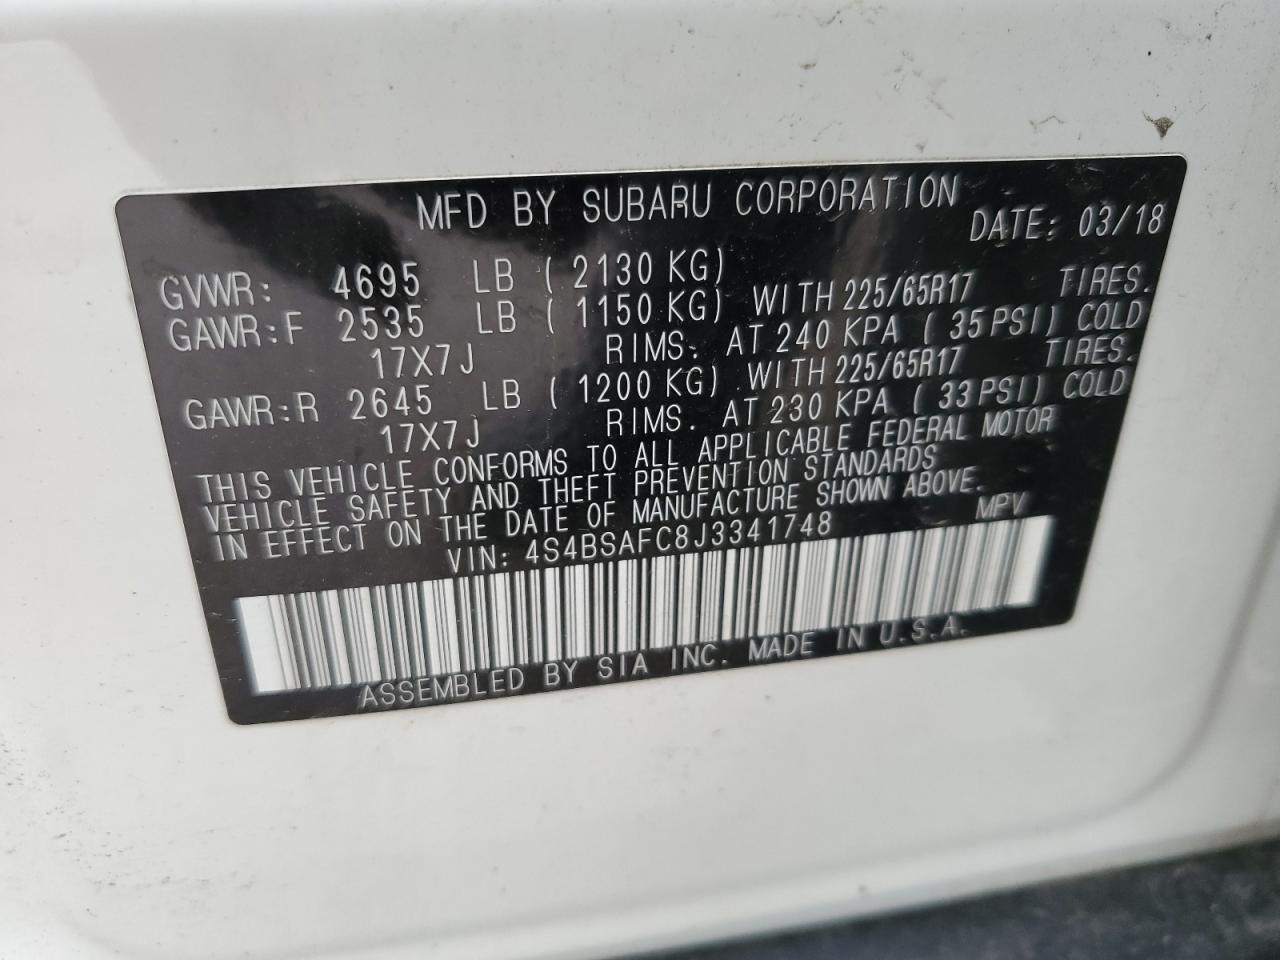 MFD BY SUBARU CORPORATION DATE: 03/18
GVWR: 4695 LB ( 2130 KG)
GAWR:F 2535 LB ( 1150 KG) WITH 225/65R17 TIRES.
17X7J RIMS. AT 240 KPA ( 35 PSI) COLD
GAWR:R 2645 LB ( 1200 KG) WITH 225/65R17 TIRES.
17X7J RIMS. AT 230 KPA ( 33 PSI) COLD
THIS VEHICLE CONFORMS TO ALL APPLICABLE FEDERAL MOTOR
VEHICLE SAFETY AND THEFT PREVENTION STANDARDS
IN EFFECT ON THE DATE OF MANUFACTURE SHOWN ABOVE.
VIN: 4S4BSAFC8J3341748 MPV
ASSEMBLED BY SIA INC. MADE IN U.S.A.